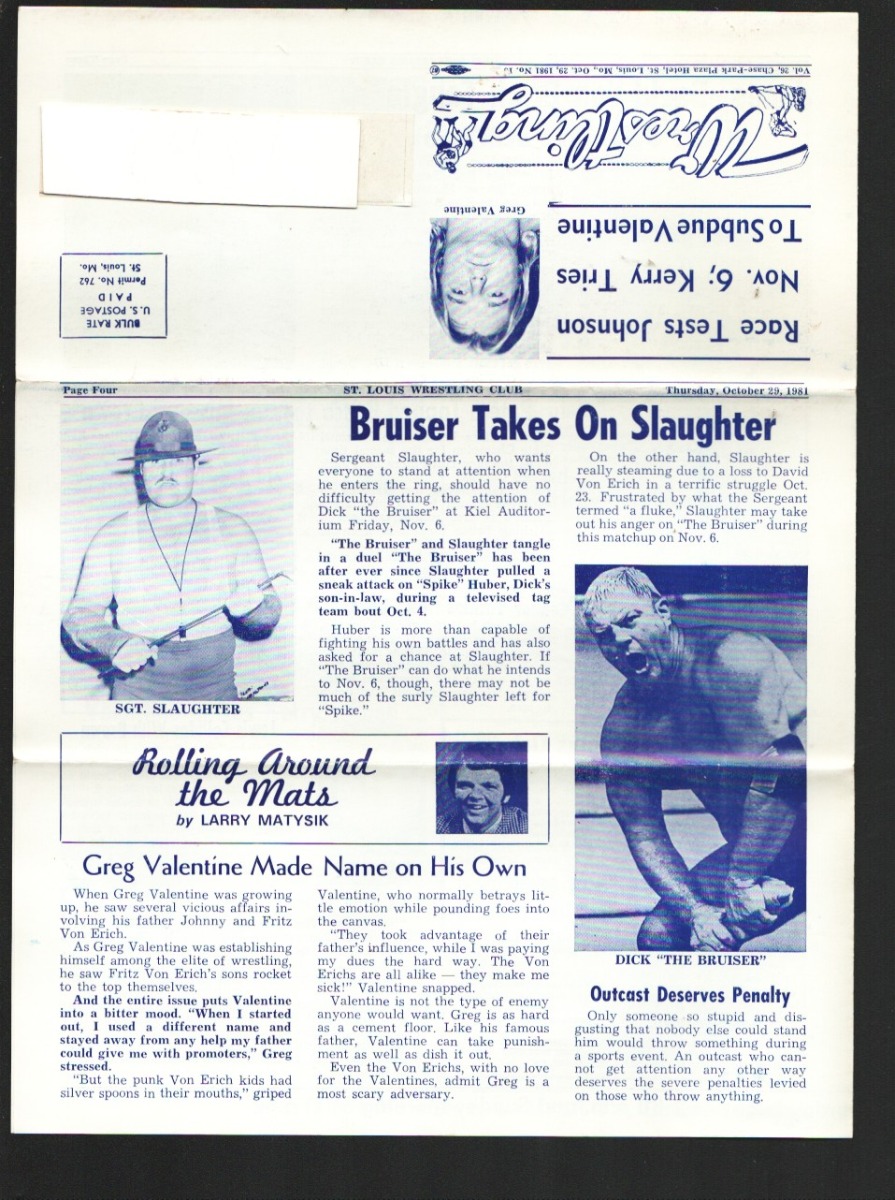 Vol. 26, Chase-Park Plaza Hotel, St. Louis, Mo., Oct. 29, 1981 No.
Wrestling
Race Tests Johnson
Nov. 6; Kerry Tries
To Subdue Valentine
Greg Valentine
BULK RATE
U.S. POSTAGE
PAID
Permit No. 762
St. Louis, Mo.
Page Four
ST. LOUIS WRESTLING CLUB
Thursday, October 29, 1981
Bruiser Takes On Slaughter
SGT. SLAUGHTER
Sergeant Slaughter, who wants
everyone to stand at attention when
he enters the ring, should have no
difficulty getting the attention of
Dick "the Bruiser" at Kiel Auditor-
ium Friday, Nov. 6.
"The Bruiser" and Slaughter tangle
in a duel "The Bruiser" has been
after ever since Slaughter pulled a
sneak attack on "Spike" Huber, Dick's
son-in-law, during a televised tag
team bout Oct. 4.
Huber is more than capable of
fighting his own battles and has also
asked for a chance at Slaughter. If
"The Bruiser" can do what he intends
to Nov. 6, though, there may not be
much of the surly Slaughter left for
"Spike."
On the other hand, Slaughter is
really steaming due to a loss to David
Von Erich in a terrific struggle Oct.
23. Frustrated by what the Sergeant
termed "a fluke," Slaughter may take
out his anger on "The Bruiser" during
this matchup on Nov. 6.
DICK "THE BRUISER"
Rolling Around
the Mats
by LARRY MATYSIK
Greg Valentine Made Name on His Own
When Greg Valentine was growing
up, he saw several vicious affairs in-
volving his father Johnny and Fritz
Von Erich.
As Greg Valentine was establishing
himself among the elite of wrestling,
he saw Fritz Von Erich's sons rocket
to the top themselves.
And the entire issue puts Valentine
into a bitter mood. "When I started
out, I used a different name and
stayed away from any help my father
could give me with promoters," Greg
stressed.
"But the punk Von Erich kids had
silver spoons in their mouths," griped
Valentine, who normally betrays lit-
tle emotion while pounding foes into
the canvas.
"They took advantage of their
father's influence, while I was paying
my dues the hard way. The Von
Erichs are all alike — they make me
sick!" Valentine snapped.
Valentine is not the type of enemy
anyone would want. Greg is as hard
as a cement floor. Like his famous
father, Valentine can take punish-
ment as well as dish it out.
Even the Von Erichs, with no love
for the Valentines, admit Greg is a
most scary adversary.
Outcast Deserves Penalty
Only someone so stupid and dis-
gusting that nobody else could stand
him would throw something during
a sports event. An outcast who can-
not get attention any other way
deserves the severe penalties levied
on those who throw anything.